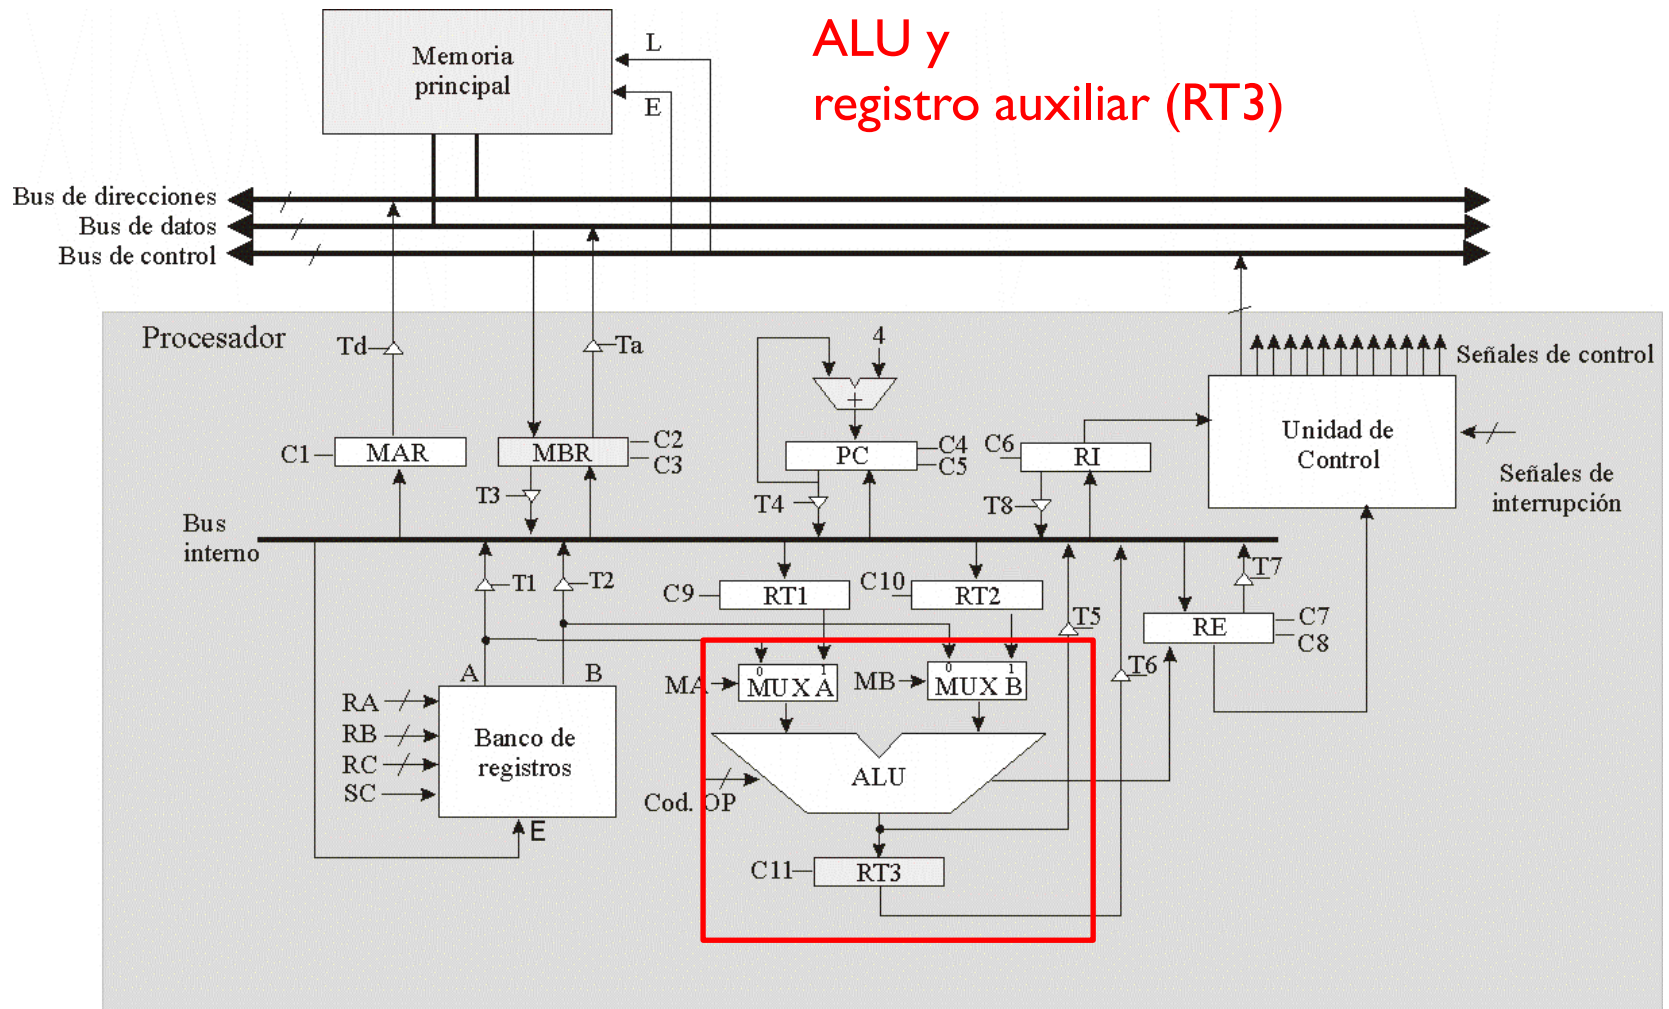 ALU y
registro auxiliar (RT3)
Memoria
principal
L
E
Bus de direcciones
Bus de datos
Bus de control
Procesador
Td
Ta
4
+
Señales de control
Unidad de
Control
Señales de
interrupción
C1
MAR
MBR
C2
C3
PC
C4
C5
C6
RI
T3
T4
T8
Bus
interno
T1
T2
C9
RT1
C10
RT2
T5
T7
RE
C7
C8
T6
A
B
0
1
MA
MUX A
0
1
MB
MUX B
RA
RB
RC
SC
Banco de
registros
E
ALU
Cod. OP
C11
RT3